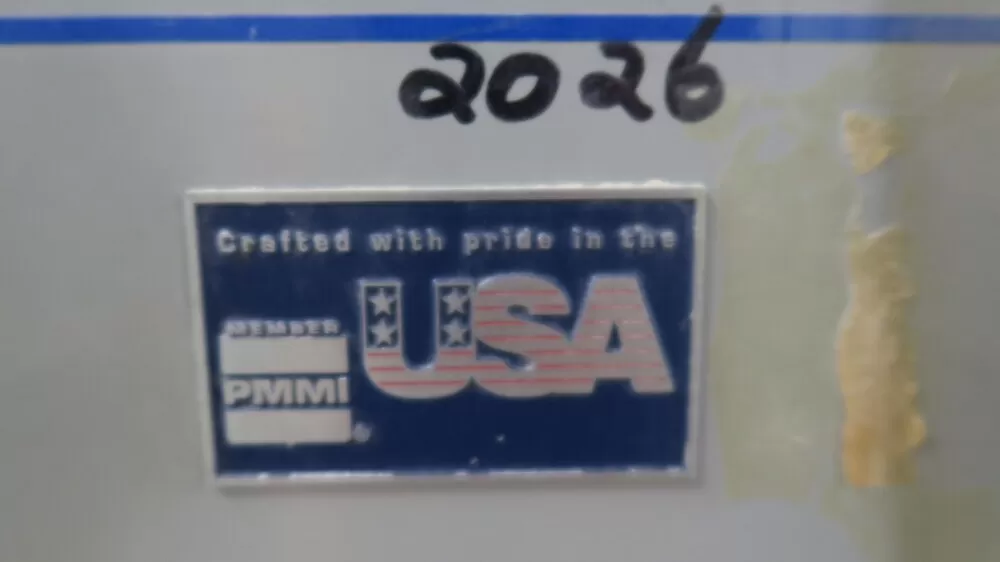 2026
Crafted with pride in the
USA
MEMBER
PMMI
®